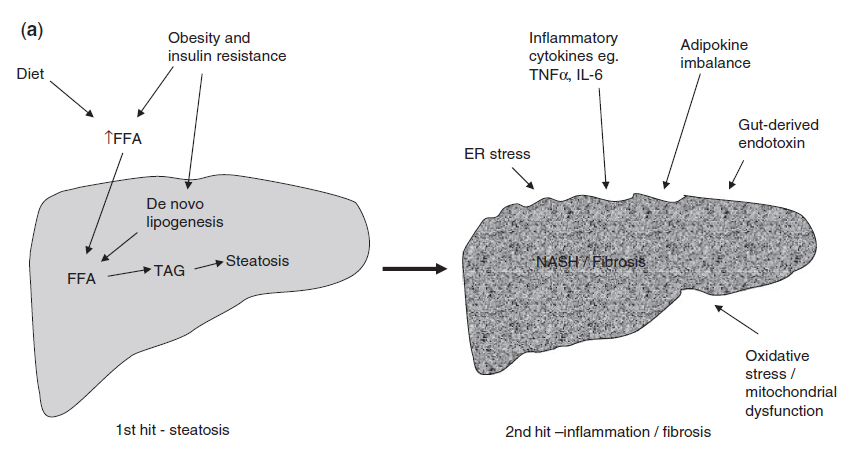 (a)
Obesity and
insulin resistance
Diet
↑FFA
De novo
lipogenesis
FFA
TAG
Steatosis
1st hit - steatosis
Inflammatory
cytokines eg.
TNFα, IL-6
Adipokine
imbalance
Gut-derived
endotoxin
ER stress
NASH / Fibrosis
Oxidative
stress /
mitochondrial
dysfunction
2nd hit –inflammation / fibrosis